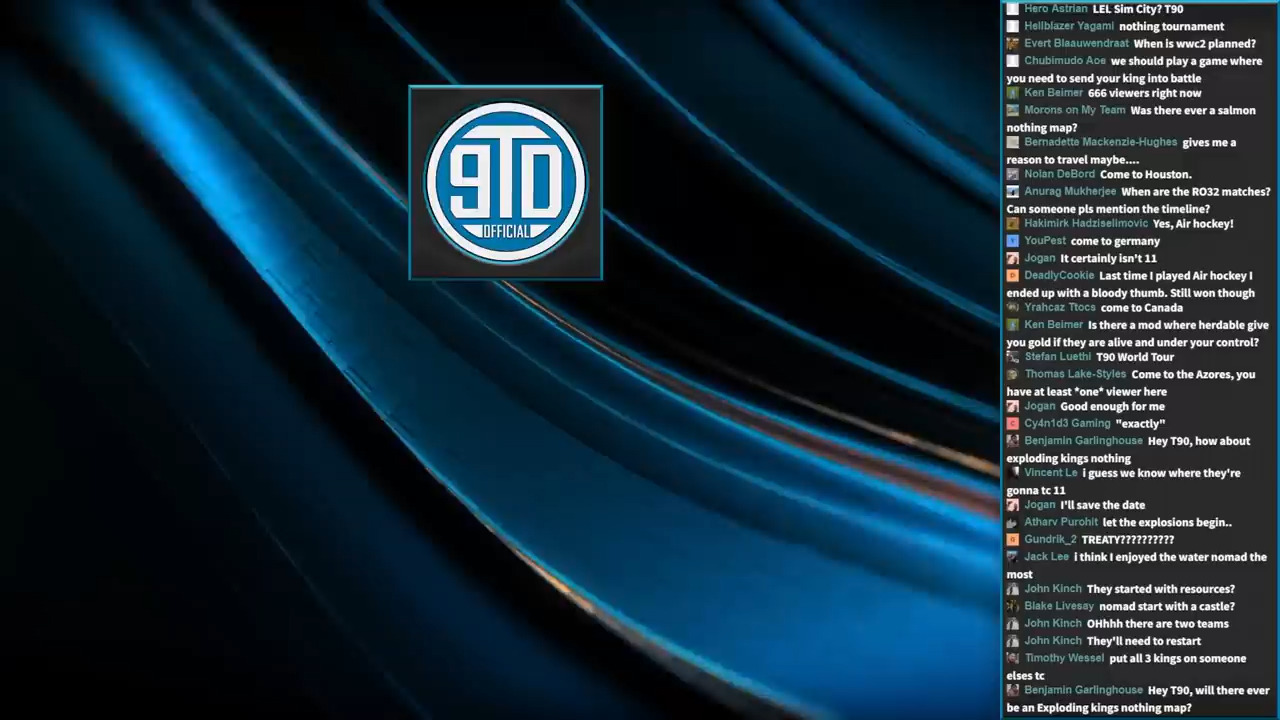 9TD
OFFICIAL
Hero Astrian LEL Sim City? T90
Hellblazer Yagami nothing tournament
Evert Blaauwendraat When is wwc2 planned?
Chubimudo Aoe we should play a game where
you need to send your king into battle
Ken Beimer 666 viewers right now
Morons on My Team Was there ever a salmon
nothing map?
Bernadette Mackenzie-Hughes gives me a
reason to travel maybe....
Nolan DeBord Come to Houston.
Anurag Mukherjee When are the RO32 matches?
Can someone pls mention the timeline?
Hakimirk Hadziselimovic Yes, Air hockey!
YouPest come to germany
Jogan It certainly isn't 11
DeadlyCookie Last time I played Air hockey I
ended up with a bloody thumb. Still won though
Yrahcaz Ttocs come to Canada
Ken Beimer Is there a mod where herdable give
you gold if they are alive and under your control?
Stefan Luethi T90 World Tour
Thomas Lake-Styles Come to the Azores, you
have at least *one* viewer here
Jogan Good enough for me
Cy4n1d3 Gaming "exactly"
Benjamin Garlinghouse Hey T90, how about
exploding kings nothing
Vincent Le i guess we know where they're
gonna tc 11
Jogan I'll save the date
Atharv Purohit let the explosions begin..
Gundrik_2 TREATY??????????
Jack Lee i think I enjoyed the water nomad the
most
John Kinch They started with resources?
Blake Livesay nomad start with a castle?
John Kinch OHhhh there are two teams
John Kinch They'll need to restart
Timothy Wessel put all 3 kings on someone
elses tc
Benjamin Garlinghouse Hey T90, will there ever
be an Exploding kings nothing map?